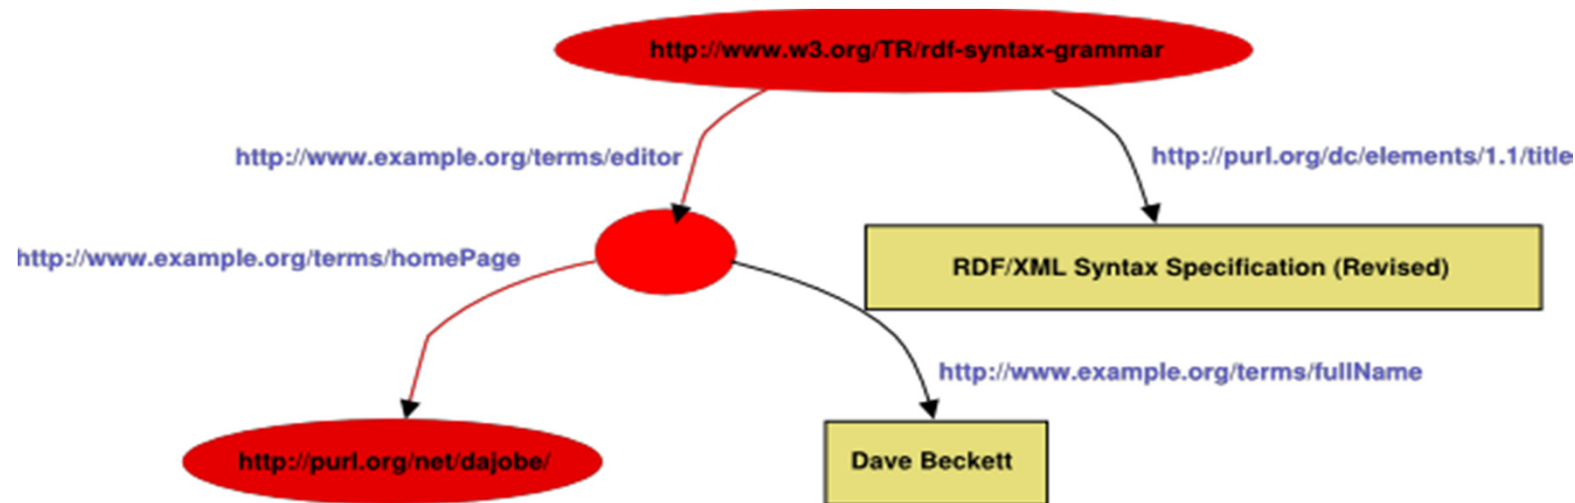 http://www.w3.org/TR/rdf-syntax-grammar
http://www.example.org/terms/editor
http://purl.org/dc/elements/1.1/title
http://www.example.org/terms/homePage
RDF/XML Syntax Specification (Revised)
http://www.example.org/terms/fullName
http://purl.org/net/dajobe/
Dave Beckett